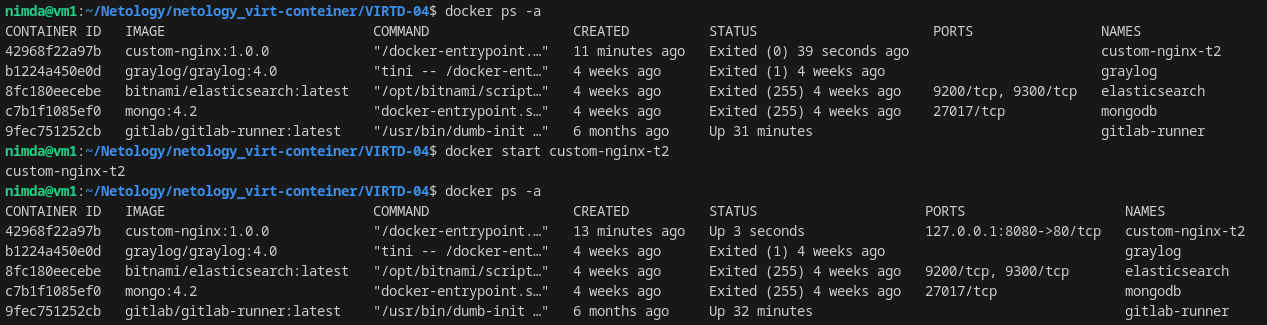 nimda@vm1:~/Netology/netology_virt-conteiner/VIRTD-04$ docker ps -a
CONTAINER ID   IMAGE                          COMMAND                  CREATED          STATUS                      PORTS                NAMES
42968f22a97b   custom-nginx:1.0.0             "/docker-entrypoint.…"   11 minutes ago   Exited (0) 39 seconds ago                        custom-nginx-t2
b1224a450e0d   graylog/graylog:4.0            "tini -- /docker-ent…"   4 weeks ago      Exited (1) 4 weeks ago                           graylog
8fc180eecebe   bitnami/elasticsearch:latest   "/opt/bitnami/script…"   4 weeks ago      Exited (255) 4 weeks ago    9200/tcp, 9300/tcp   elasticsearch
c7b1f1085ef0   mongo:4.2                      "docker-entrypoint.s…"   4 weeks ago      Exited (255) 4 weeks ago    27017/tcp            mongodb
9fec751252cb   gitlab/gitlab-runner:latest    "/usr/bin/dumb-init …"   6 months ago     Up 31 minutes                                    gitlab-runner
nimda@vm1:~/Netology/netology_virt-conteiner/VIRTD-04$ docker start custom-nginx-t2
custom-nginx-t2
nimda@vm1:~/Netology/netology_virt-conteiner/VIRTD-04$ docker ps -a
CONTAINER ID   IMAGE                          COMMAND                  CREATED          STATUS                     PORTS                    NAMES
42968f22a97b   custom-nginx:1.0.0             "/docker-entrypoint.…"   13 minutes ago   Up 3 seconds               127.0.0.1:8080->80/tcp   custom-nginx-t2
b1224a450e0d   graylog/graylog:4.0            "tini -- /docker-ent…"   4 weeks ago      Exited (1) 4 weeks ago                              graylog
8fc180eecebe   bitnami/elasticsearch:latest   "/opt/bitnami/script…"   4 weeks ago      Exited (255) 4 weeks ago   9200/tcp, 9300/tcp       elasticsearch
c7b1f1085ef0   mongo:4.2                      "docker-entrypoint.s…"   4 weeks ago      Exited (255) 4 weeks ago   27017/tcp                mongodb
9fec751252cb   gitlab/gitlab-runner:latest    "/usr/bin/dumb-init …"   6 months ago     Up 32 minutes                                       gitlab-runner